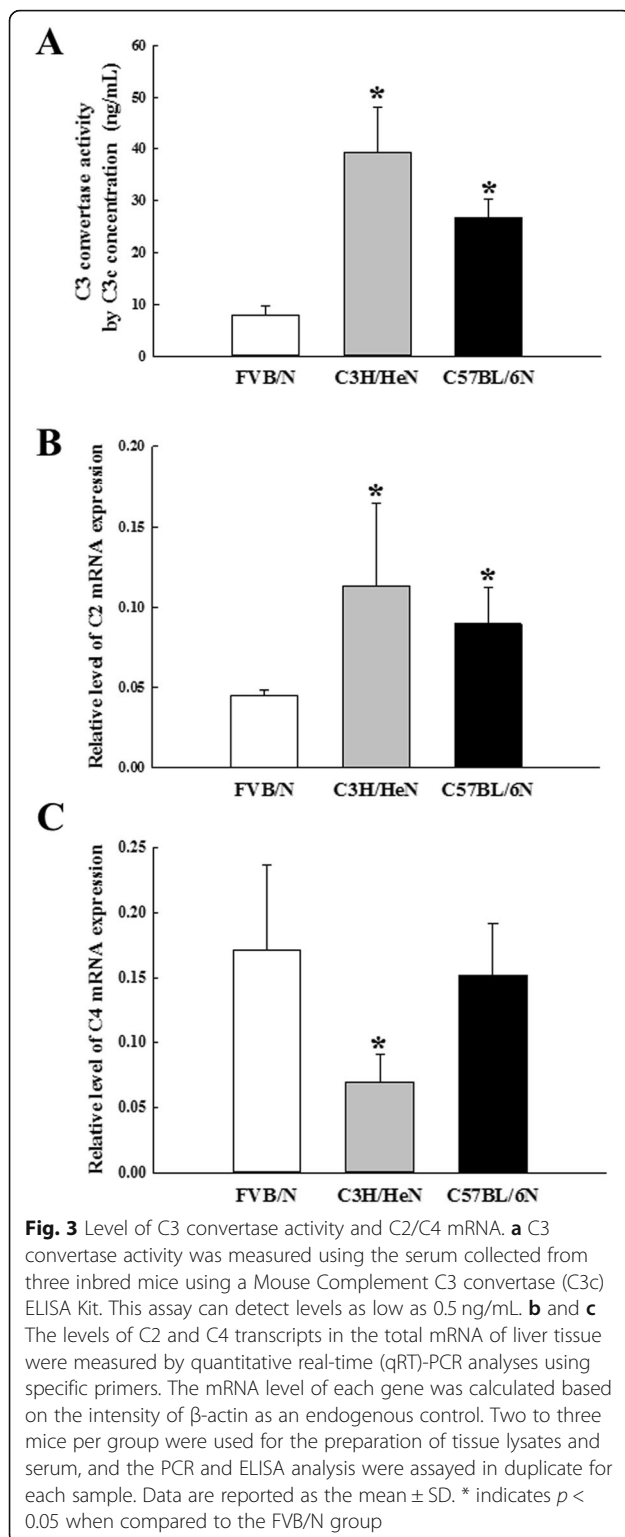 A
C3 convertase activity
by C3c concentration (ng/mL)
60
50
40
30
20
10
0
*
*
FVB/N C3H/HeN C57BL/6N
B
Relative level of C2 mRNA expression
0.20
0.15
0.10
0.05
0.00
*
*
FVB/N C3H/HeN C57BL/6N
C
Relative level of C4 mRNA expression
0.25
0.20
0.15
0.10
0.05
0.00
*
FVB/N C3H/HeN C57BL/6N
Fig. 3 Level of C3 convertase activity and C2/C4 mRNA. a C3
convertase activity was measured using the serum collected from
three inbred mice using a Mouse Complement C3 convertase (C3c)
ELISA Kit. This assay can detect levels as low as 0.5 ng/mL. b and c
The levels of C2 and C4 transcripts in the total mRNA of liver tissue
were measured by quantitative real-time (qRT)-PCR analyses using
specific primers. The mRNA level of each gene was calculated based
on the intensity of β-actin as an endogenous control. Two to three
mice per group were used for the preparation of tissue lysates and
serum, and the PCR and ELISA analysis were assayed in duplicate for
each sample. Data are reported as the mean ± SD. * indicates p <
0.05 when compared to the FVB/N group